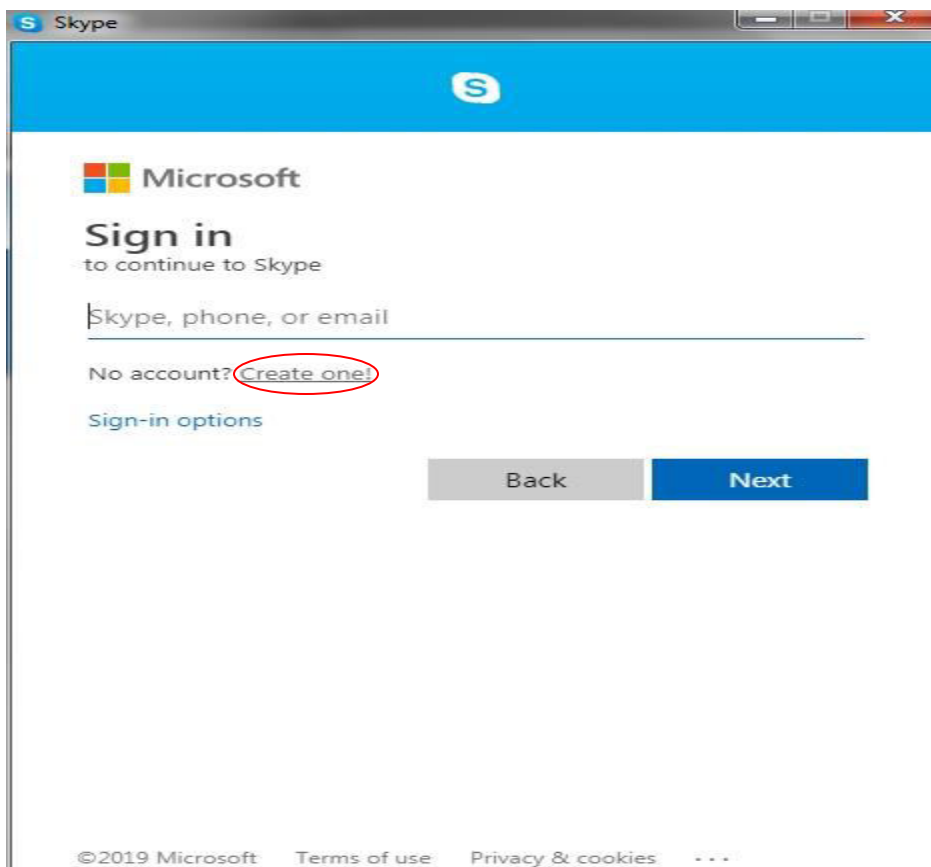 Skype
Microsoft
Sign in
to continue to Skype
Skype, phone, or email
No account? Create one!
Sign-in options
Back Next
©2019 Microsoft Terms of use Privacy & cookies ...